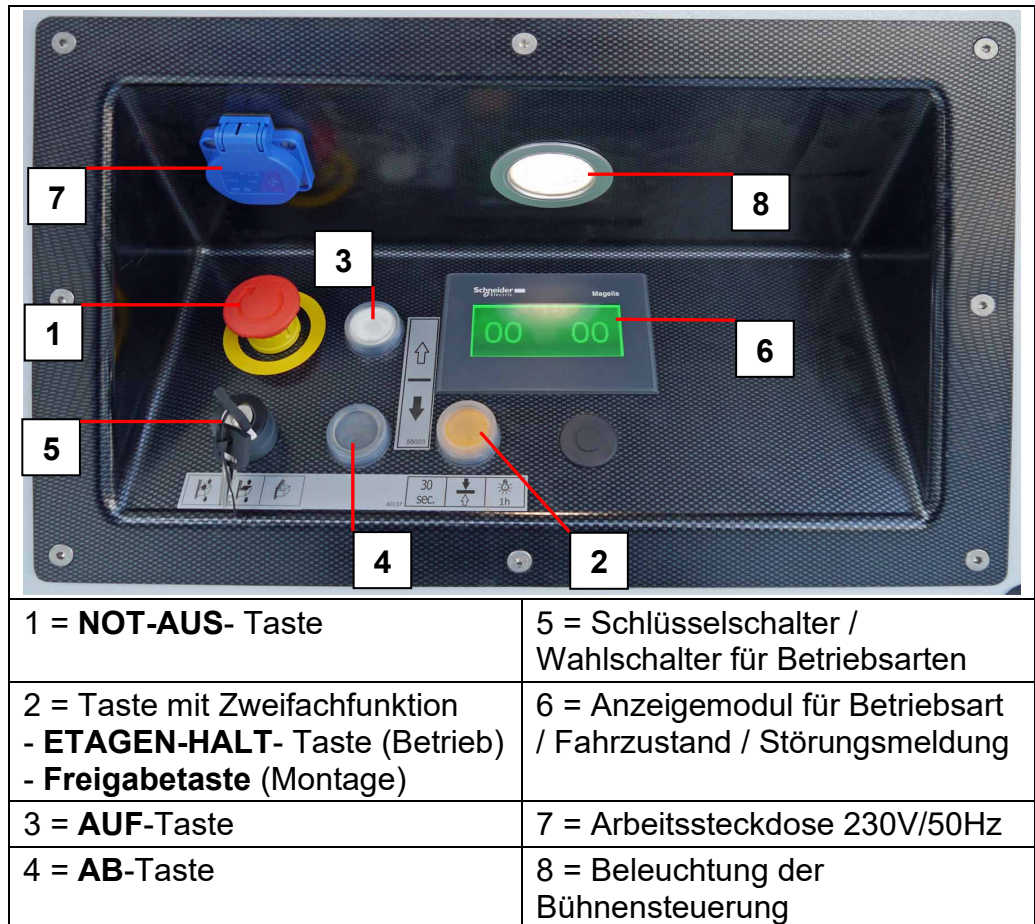 7
8
3
1
6
5
4
2
Schneider
Electric
Magelis
00 00
88005
30
sec.
1h
1 = NOT-AUS- Taste
5 = Schlüsselschalter /
Wahlschalter für Betriebsarten
2 = Taste mit Zweifachfunktion
- ETAGEN-HALT- Taste (Betrieb)
- Freigabetaste (Montage)
6 = Anzeigemodul für Betriebsart
/ Fahrzustand / Störungsmeldung
3 = AUF-Taste
7 = Arbeitssteckdose 230V/50Hz
4 = AB-Taste
8 = Beleuchtung der
Bühnensteuerung